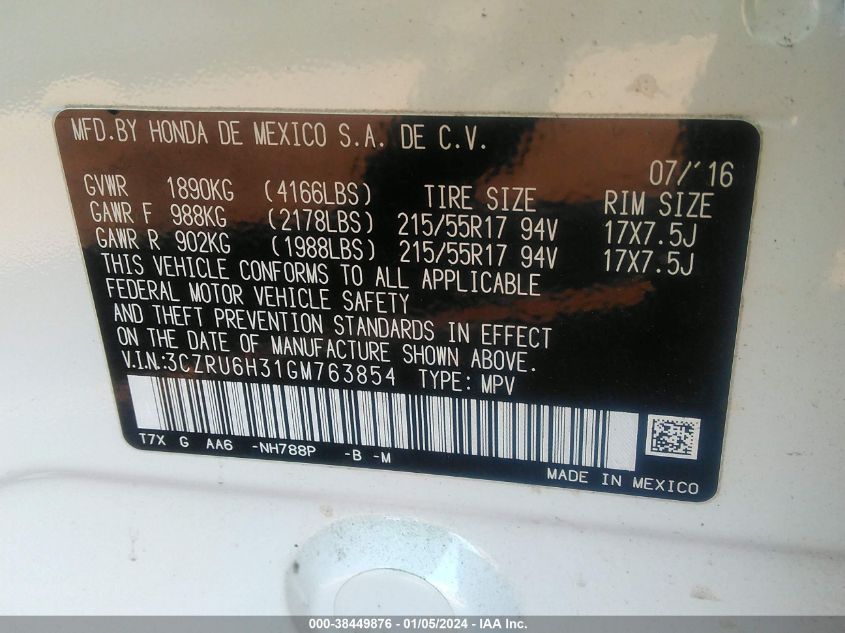 MFD.BY HONDA DE MEXICO S.A. DE C.V.
07/'16
GVWR 1890KG (4166LBS) TIRE SIZE RIM SIZE
GAWR F 988KG (2178LBS) 215/55R17 94V 17X7.5J
GAWR R 902KG (1988LBS) 215/55R17 94V 17X7.5J
THIS VEHICLE CONFORMS TO ALL APPLICABLE
FEDERAL MOTOR VEHICLE SAFETY
AND THEFT PREVENTION STANDARDS IN EFFECT
ON THE DATE OF MANUFACTURE SHOWN ABOVE.
V.I.N:3CZRU6H31GM763854 TYPE: MPV
T7X G AA6 -NH788P -B -M
MADE IN MEXICO
000-38449876 - 01/05/2024 - IAA Inc.